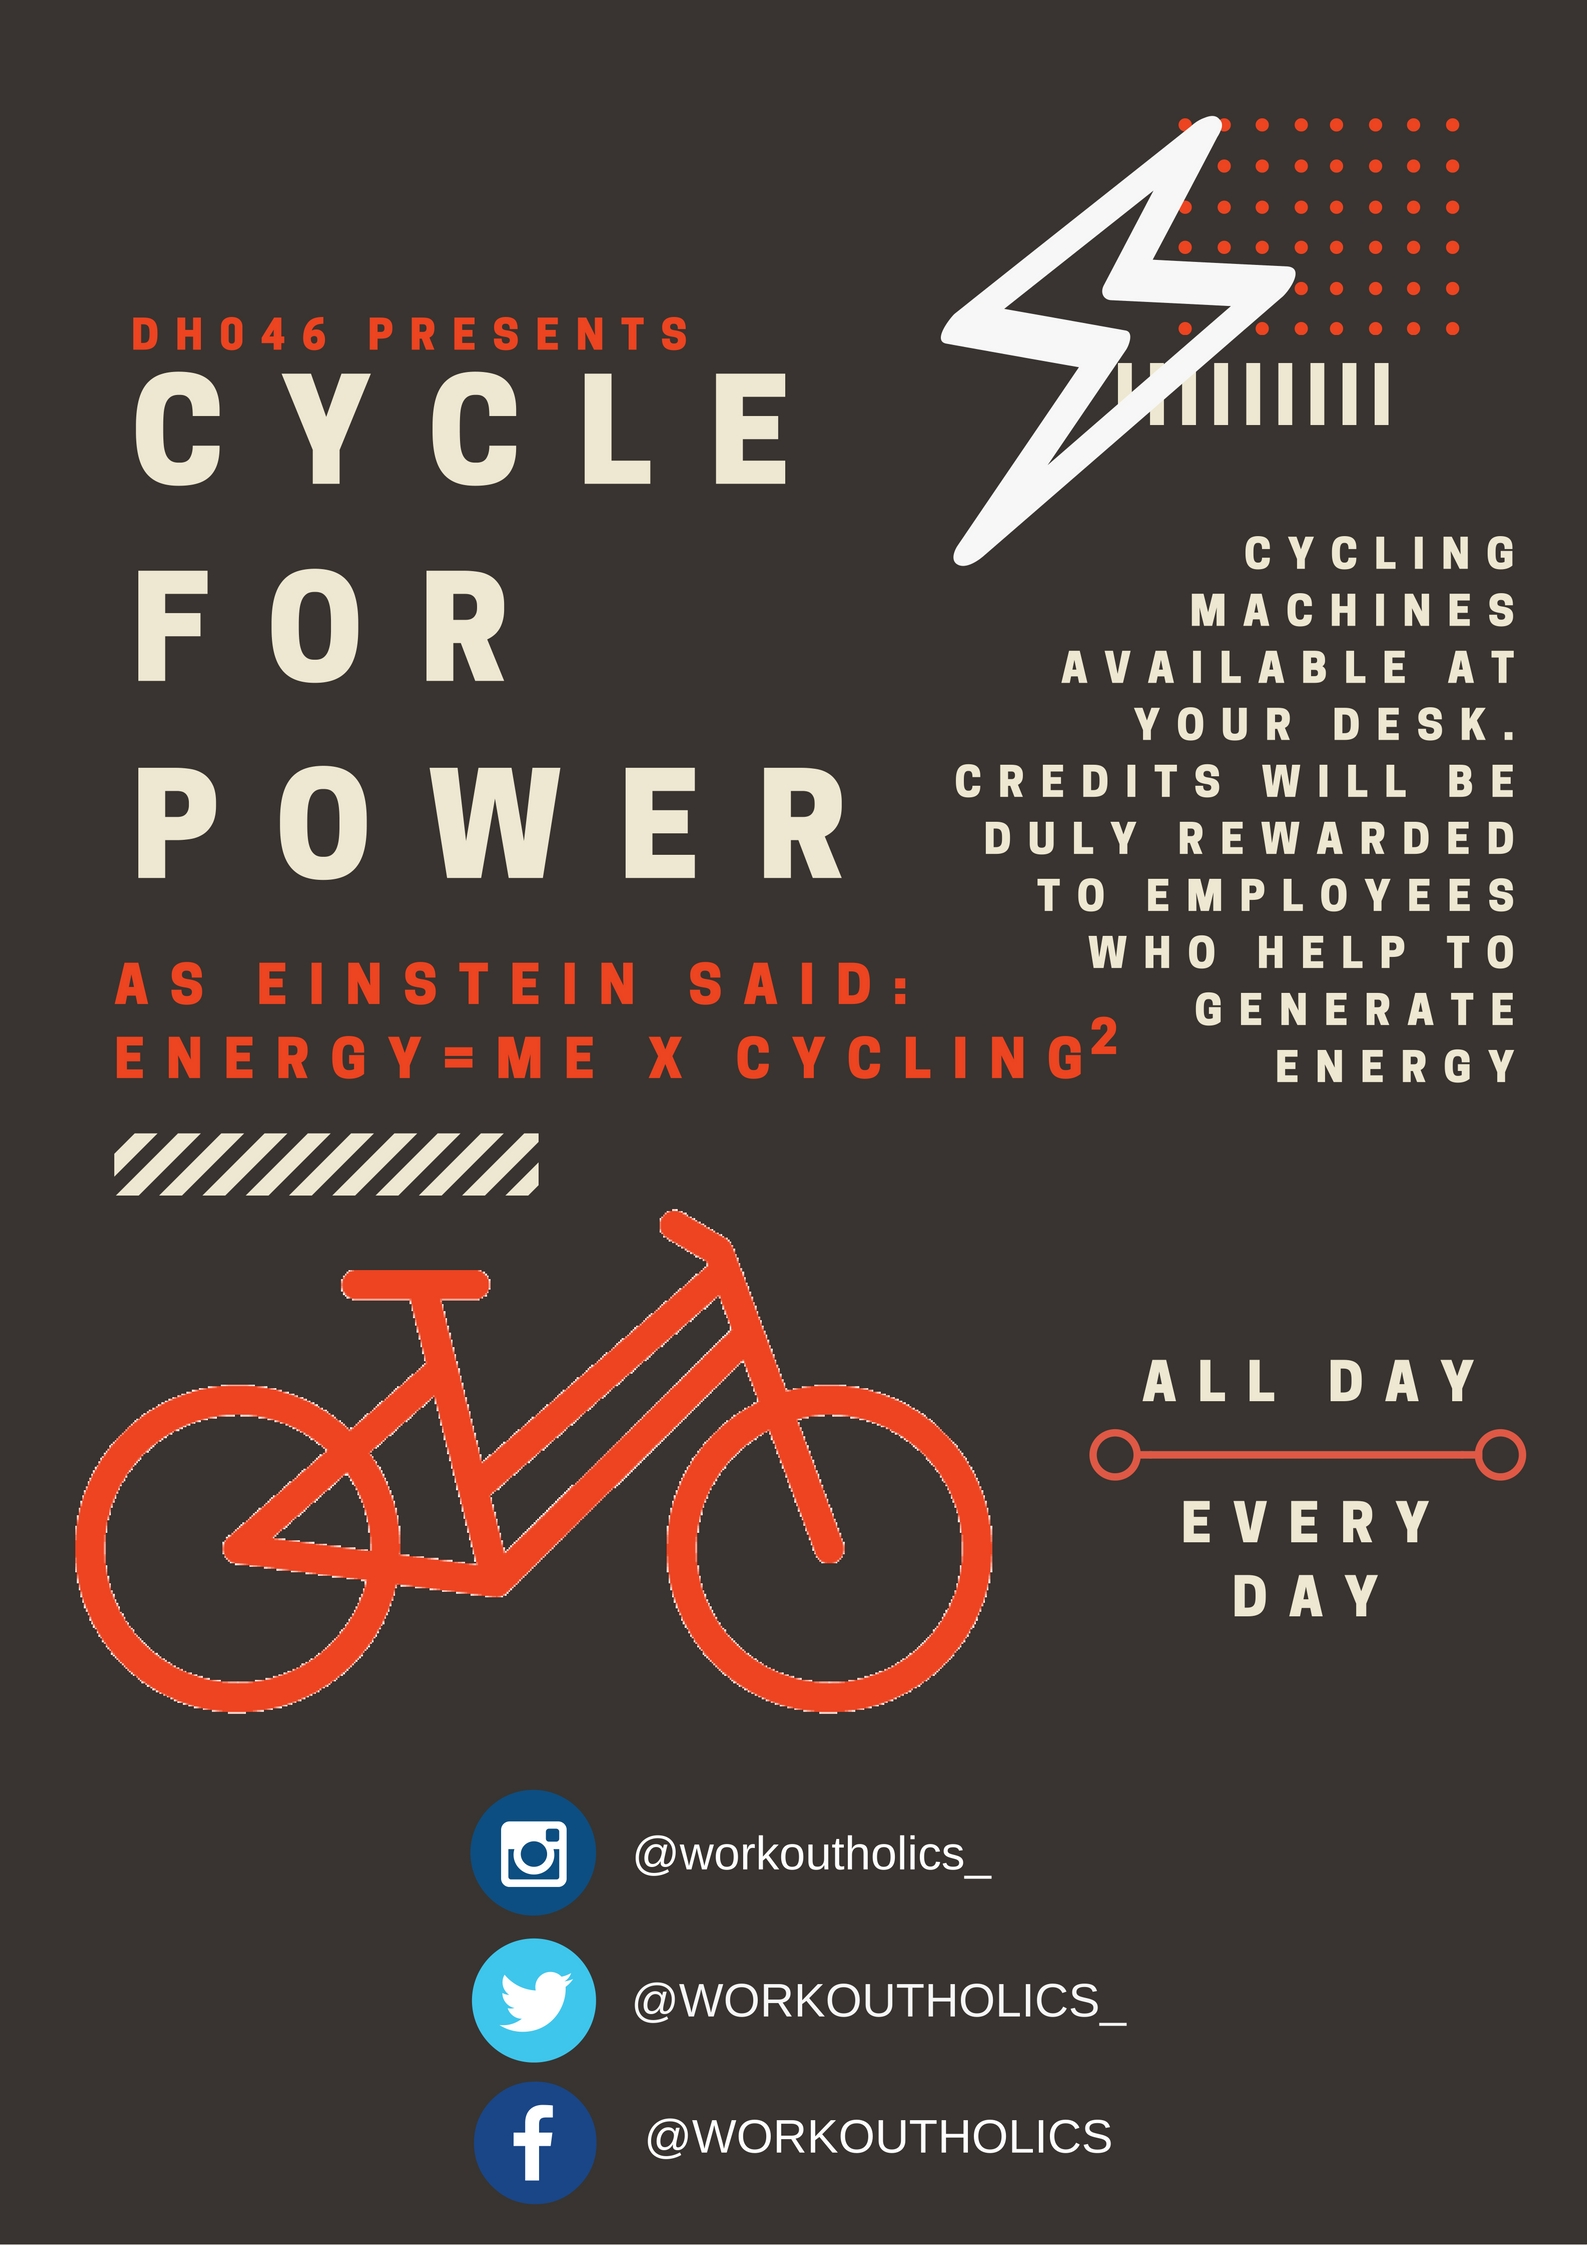 DH046 PRESENTS
CYCLE
FOR
POWER
AS EINSTEIN SAID:
ENERGY=ME X CYCLING²
CYCLING
MACHINES
AVAILABLE AT
YOUR DESK.
CREDITS WILL BE
DULY REWARDED
TO EMPLOYEES
WHO HELP TO
GENERATE
ENERGY
ALL DAY
EVERY
DAY
@workoutholics_
@WORKOUTHOLICS_
@WORKOUTHOLICS